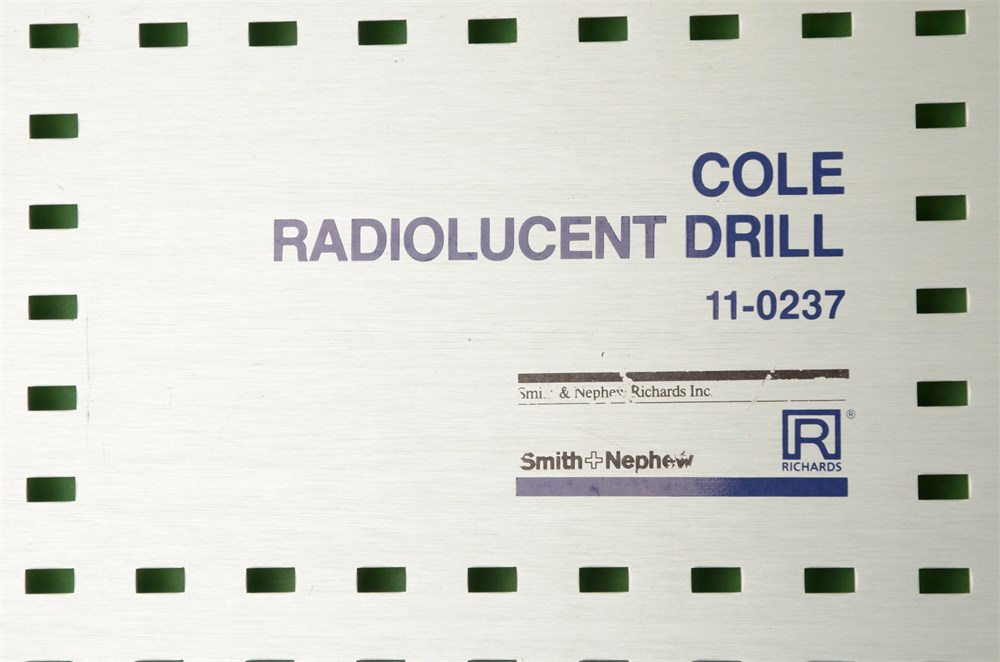 COLE
RADIOLUCENT DRILL
11-0237
& Nephew Richards Inc.
R ®
RICHARDS
Smith+Nephew